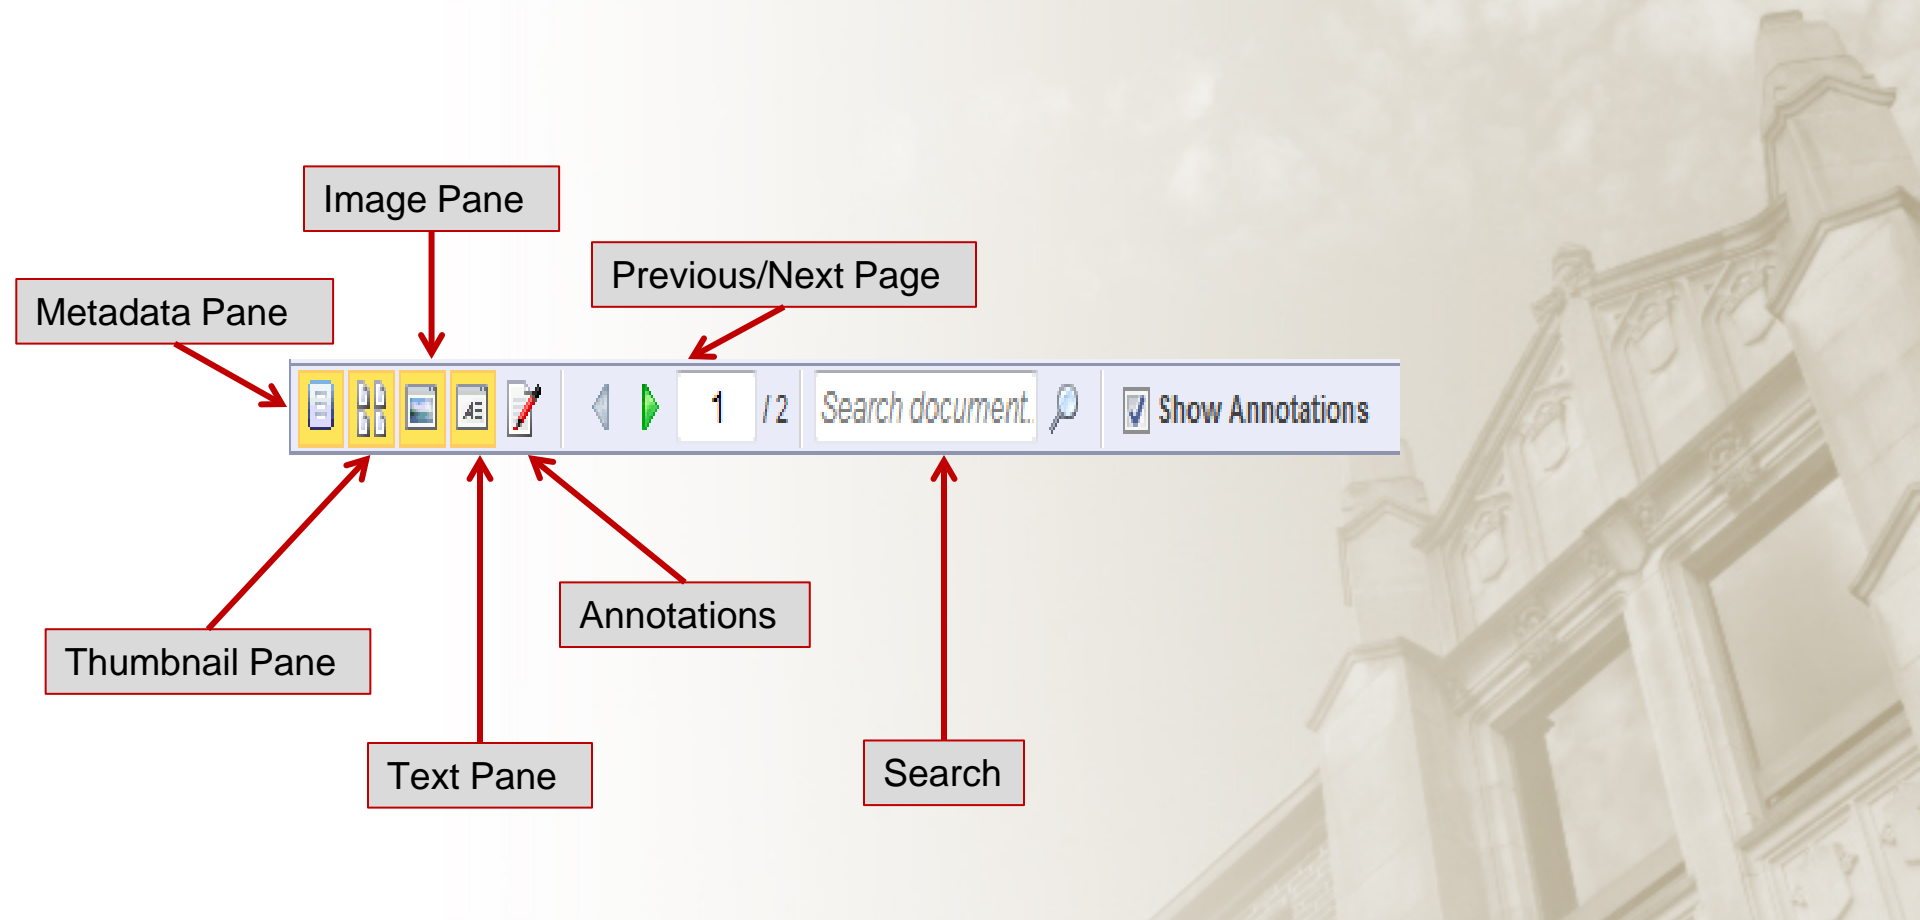 Image Pane
Previous/Next Page
Metadata Pane
1 / 2 Search document.. Show Annotations
Annotations
Thumbnail Pane
Text Pane
Search